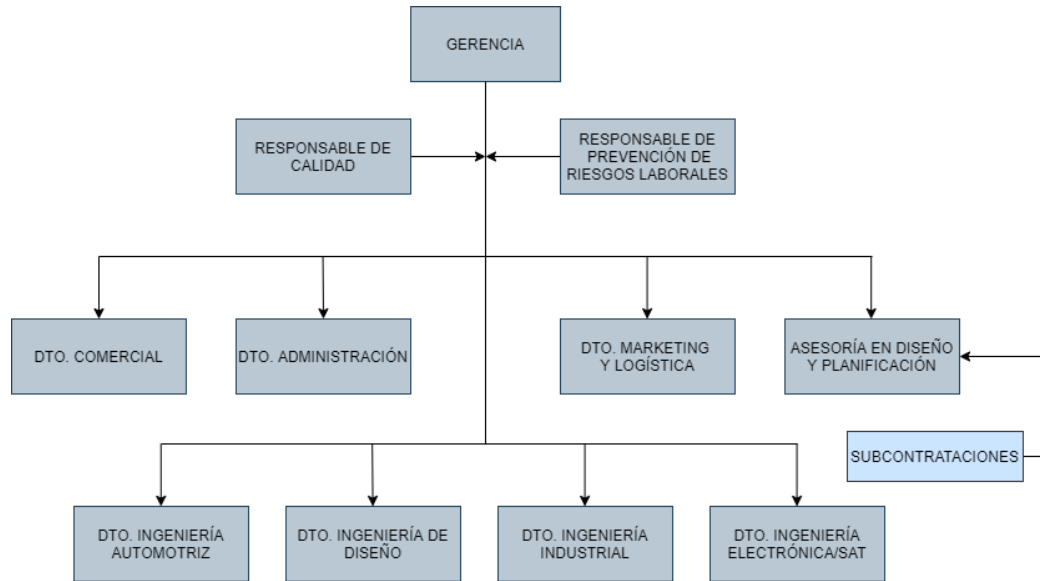 GERENCIA
RESPONSABLE DE
CALIDAD
RESPONSABLE DE
PREVENCIÓN DE
RIESGOS LABORALES
DTO. COMERCIAL
DTO. ADMINISTRACIÓN
DTO. MARKETING
Y LOGÍSTICA
ASESORÍA EN DISEÑO
Y PLANIFICACIÓN
SUBCONTRATACIONES
DTO. INGENIERÍA
AUTOMOTRIZ
DTO. INGENIERÍA DE
DISEÑO
DTO. INGENIERÍA
INDUSTRIAL
DTO. INGENIERÍA
ELECTRÓNICA/SAT